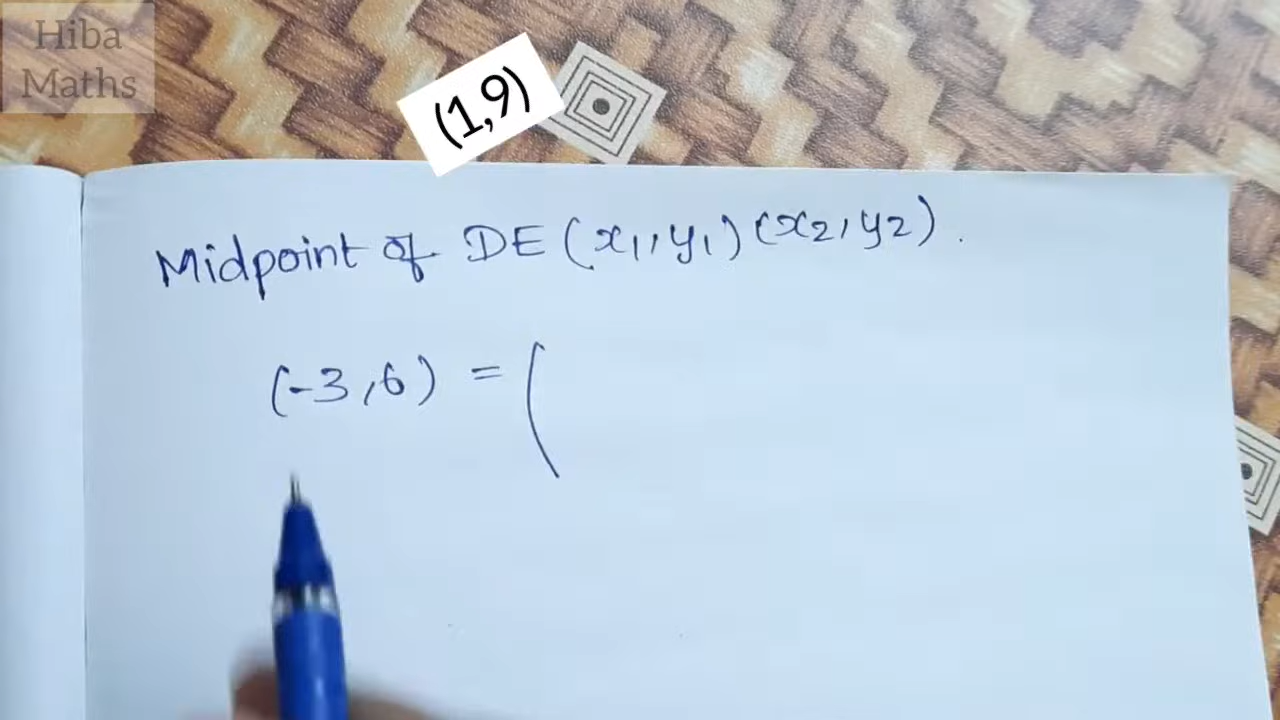 Hiba
Maths
(1,9)
Midpoint of DE (x₁, y₁) (x₂, y₂).
(-3, 6) = (